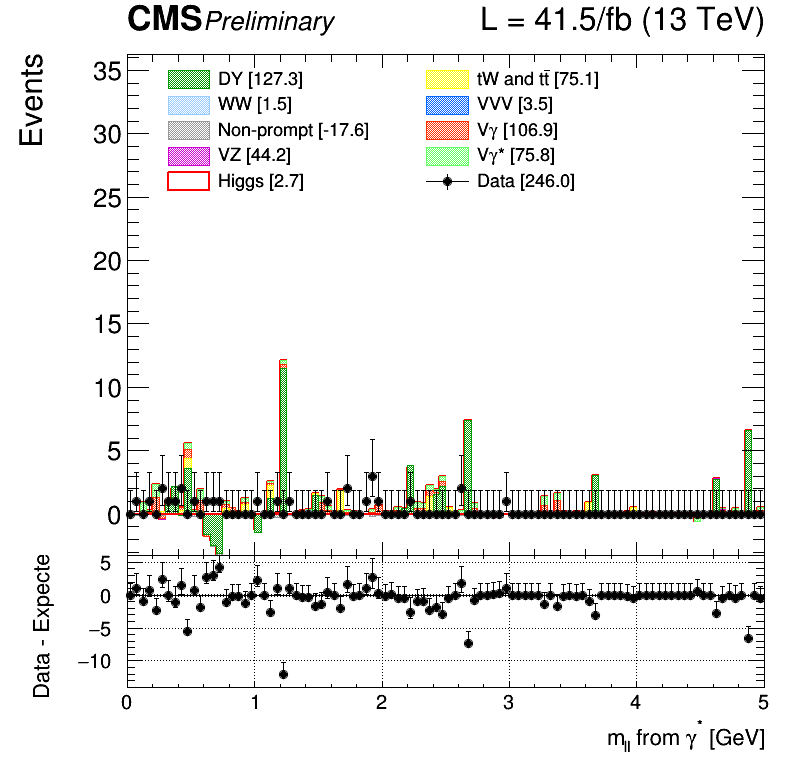 CMS Preliminary L = 41.5/fb (13 TeV)
Events
35
30
25
20
15
10
5
0
DY [127.3]
WW [1.5]
Non-prompt [-17.6]
VZ [44.2]
Higgs [2.7]
tW and tt̄ [75.1]
VVV [3.5]
Vγ [106.9]
Vγ* [75.8]
Data [246.0]
Data - Expecte
5
0
−5
−10
0 1 2 3 4 5
m_ll from γ* [GeV]